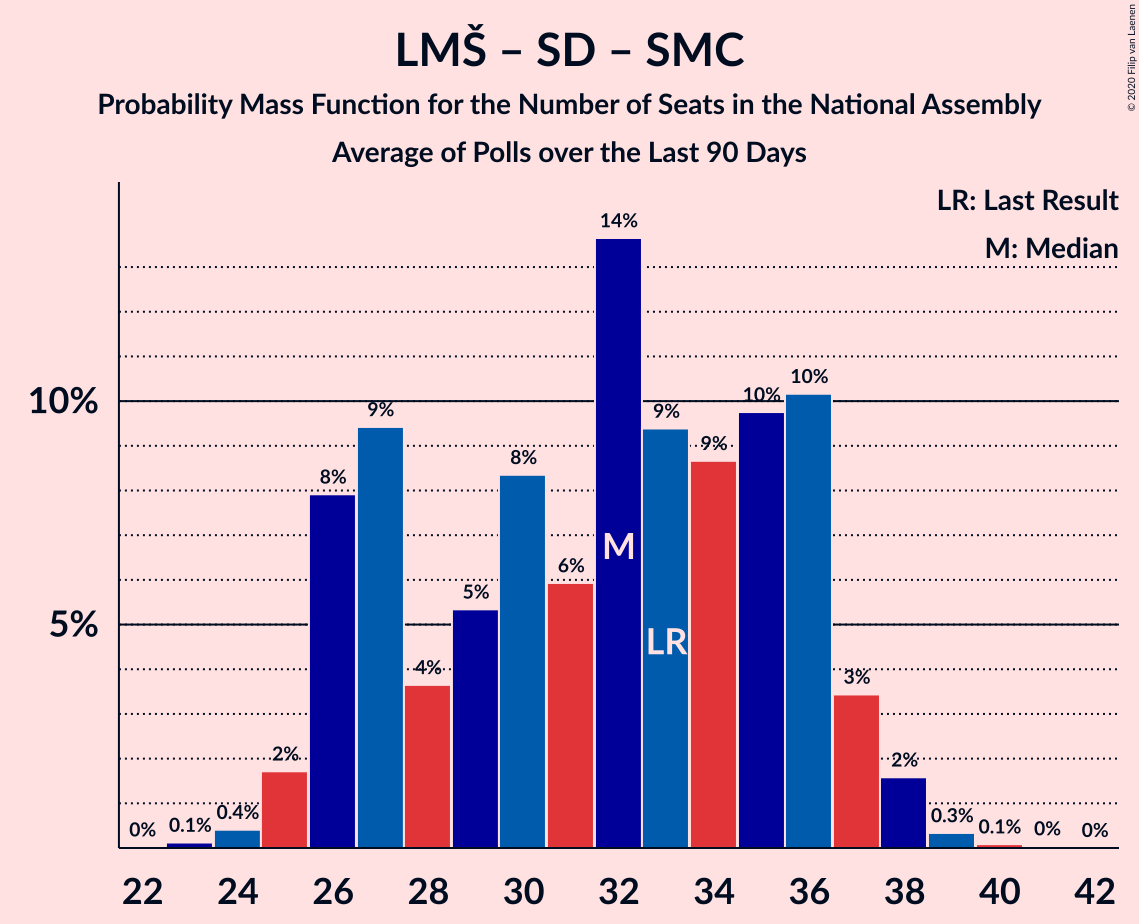 LMŠ – SD – SMC
Probability Mass Function for the Number of Seats in the National Assembly
Average of Polls over the Last 90 Days
© 2020 Filip van Laenen
LR: Last Result
M: Median
10%
5%
0%
0.1%
0.4%
2%
8%
9%
4%
5%
8%
6%
14%
9%
9%
10%
10%
3%
2%
0.3%
0.1%
0%
0%
M
LR
22 24 26 28 30 32 34 36 38 40 42